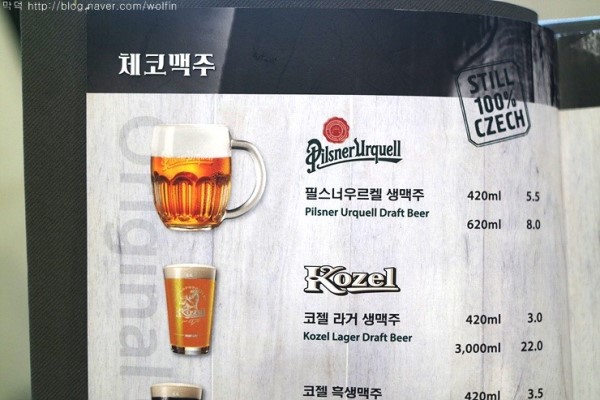 막덕 http://blog.naver.com/wolfin
체코맥주
STILL
100%
CZECH
Original
Pilsner Urquell
필스너우르켈 생맥주 420ml 5.5
Pilsner Urquell Draft Beer
620ml 8.0
Kozel
코젤 라거 생맥주 420ml 3.0
Kozel Lager Draft Beer
3,000ml 22.0
코젤 흑생맥주 420ml 3.5